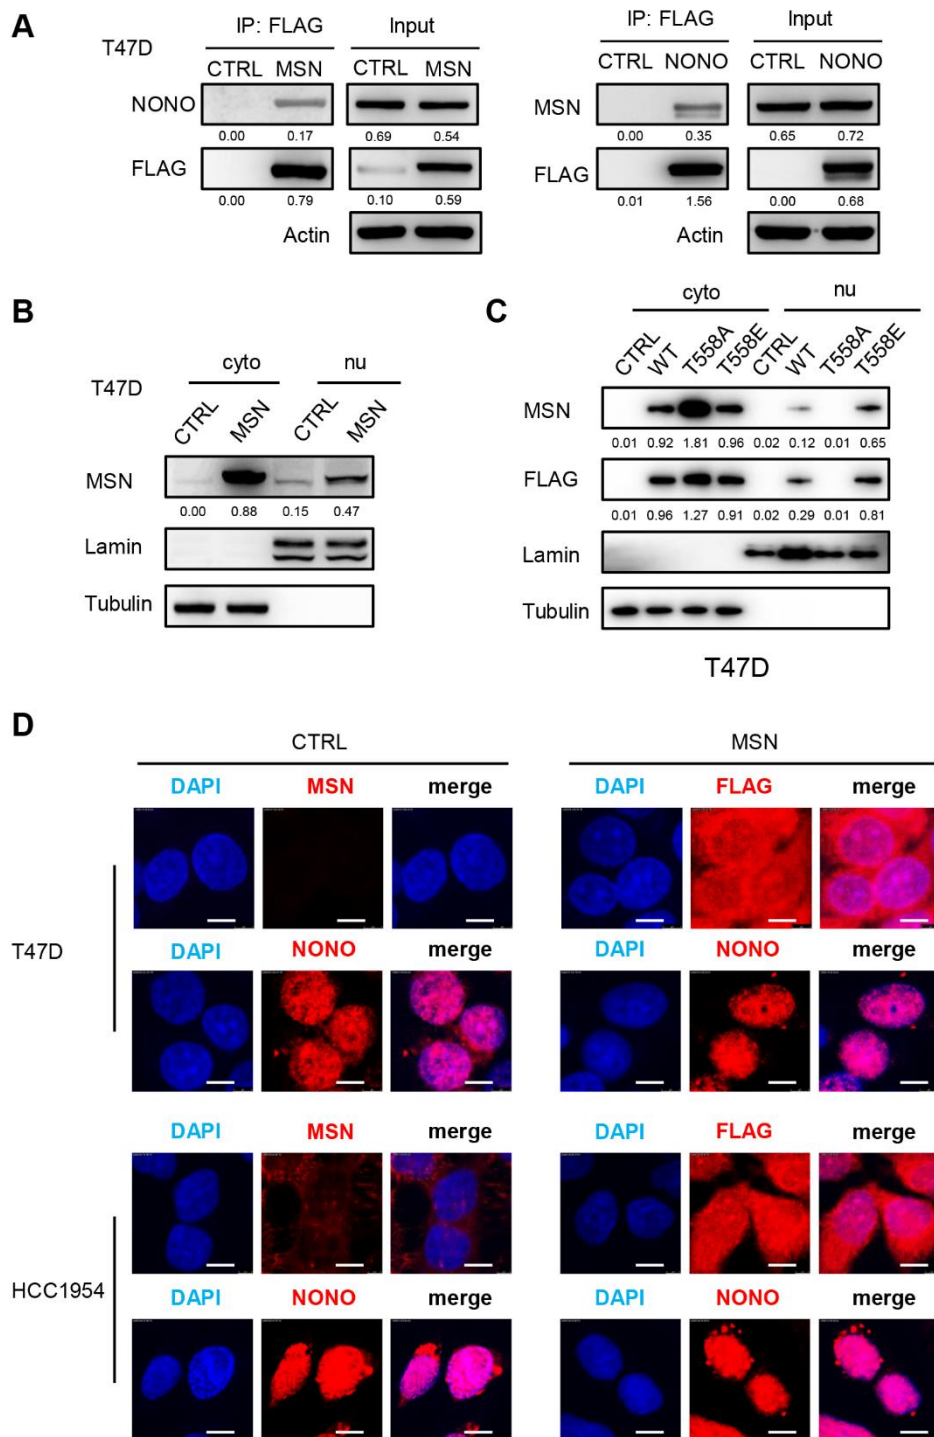 A
T47D
IP: FLAG
Input
CTRL MSN
CTRL MSN
NONO
0.00 0.17 0.69 0.54
FLAG
0.00 0.79 0.10 0.59
Actin
IP: FLAG
Input
CTRL NONO
CTRL NONO
MSN
0.00 0.35 0.65 0.72
FLAG
0.01 1.56 0.00 0.68
Actin
B
T47D
cyto nu
CTRL MSN CTRL MSN
MSN
0.00 0.88 0.15 0.47
Lamin
Tubulin
C
cyto nu
CTRL WT T558A T558E CTRL WT T558A T558E
MSN
0.01 0.92 1.81 0.96 0.02 0.12 0.01 0.65
FLAG
0.01 0.96 1.27 0.91 0.02 0.29 0.01 0.81
Lamin
Tubulin
T47D
D
CTRL MSN
DAPI MSN merge DAPI FLAG merge
T47D
DAPI NONO merge DAPI NONO merge
DAPI MSN merge DAPI FLAG merge
HCC1954
DAPI NONO merge DAPI NONO merge